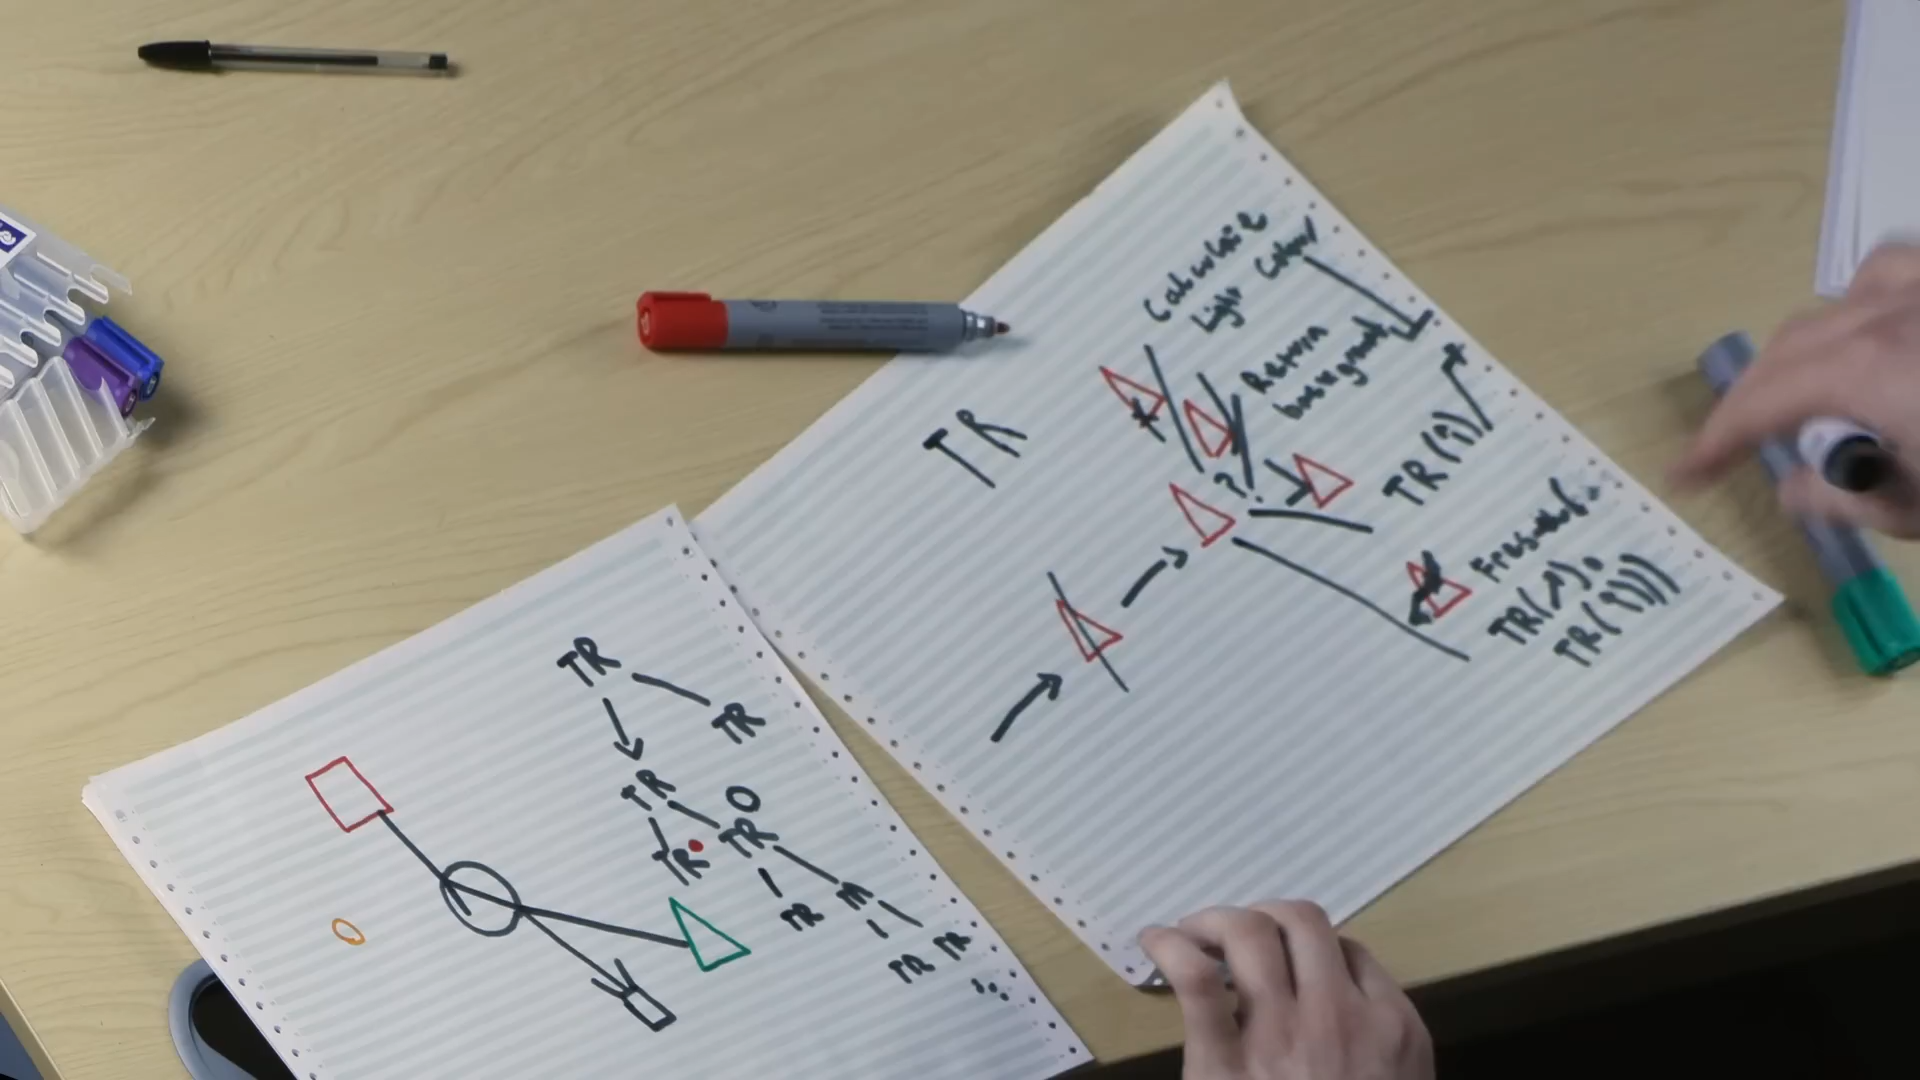 TR
Calculate
Light Colour
Return
background
TR(i)
Fresnel(
TR(r),
TR(i)))
TR
TR
TR
O
TR
TR
TR
TR
TR
TR